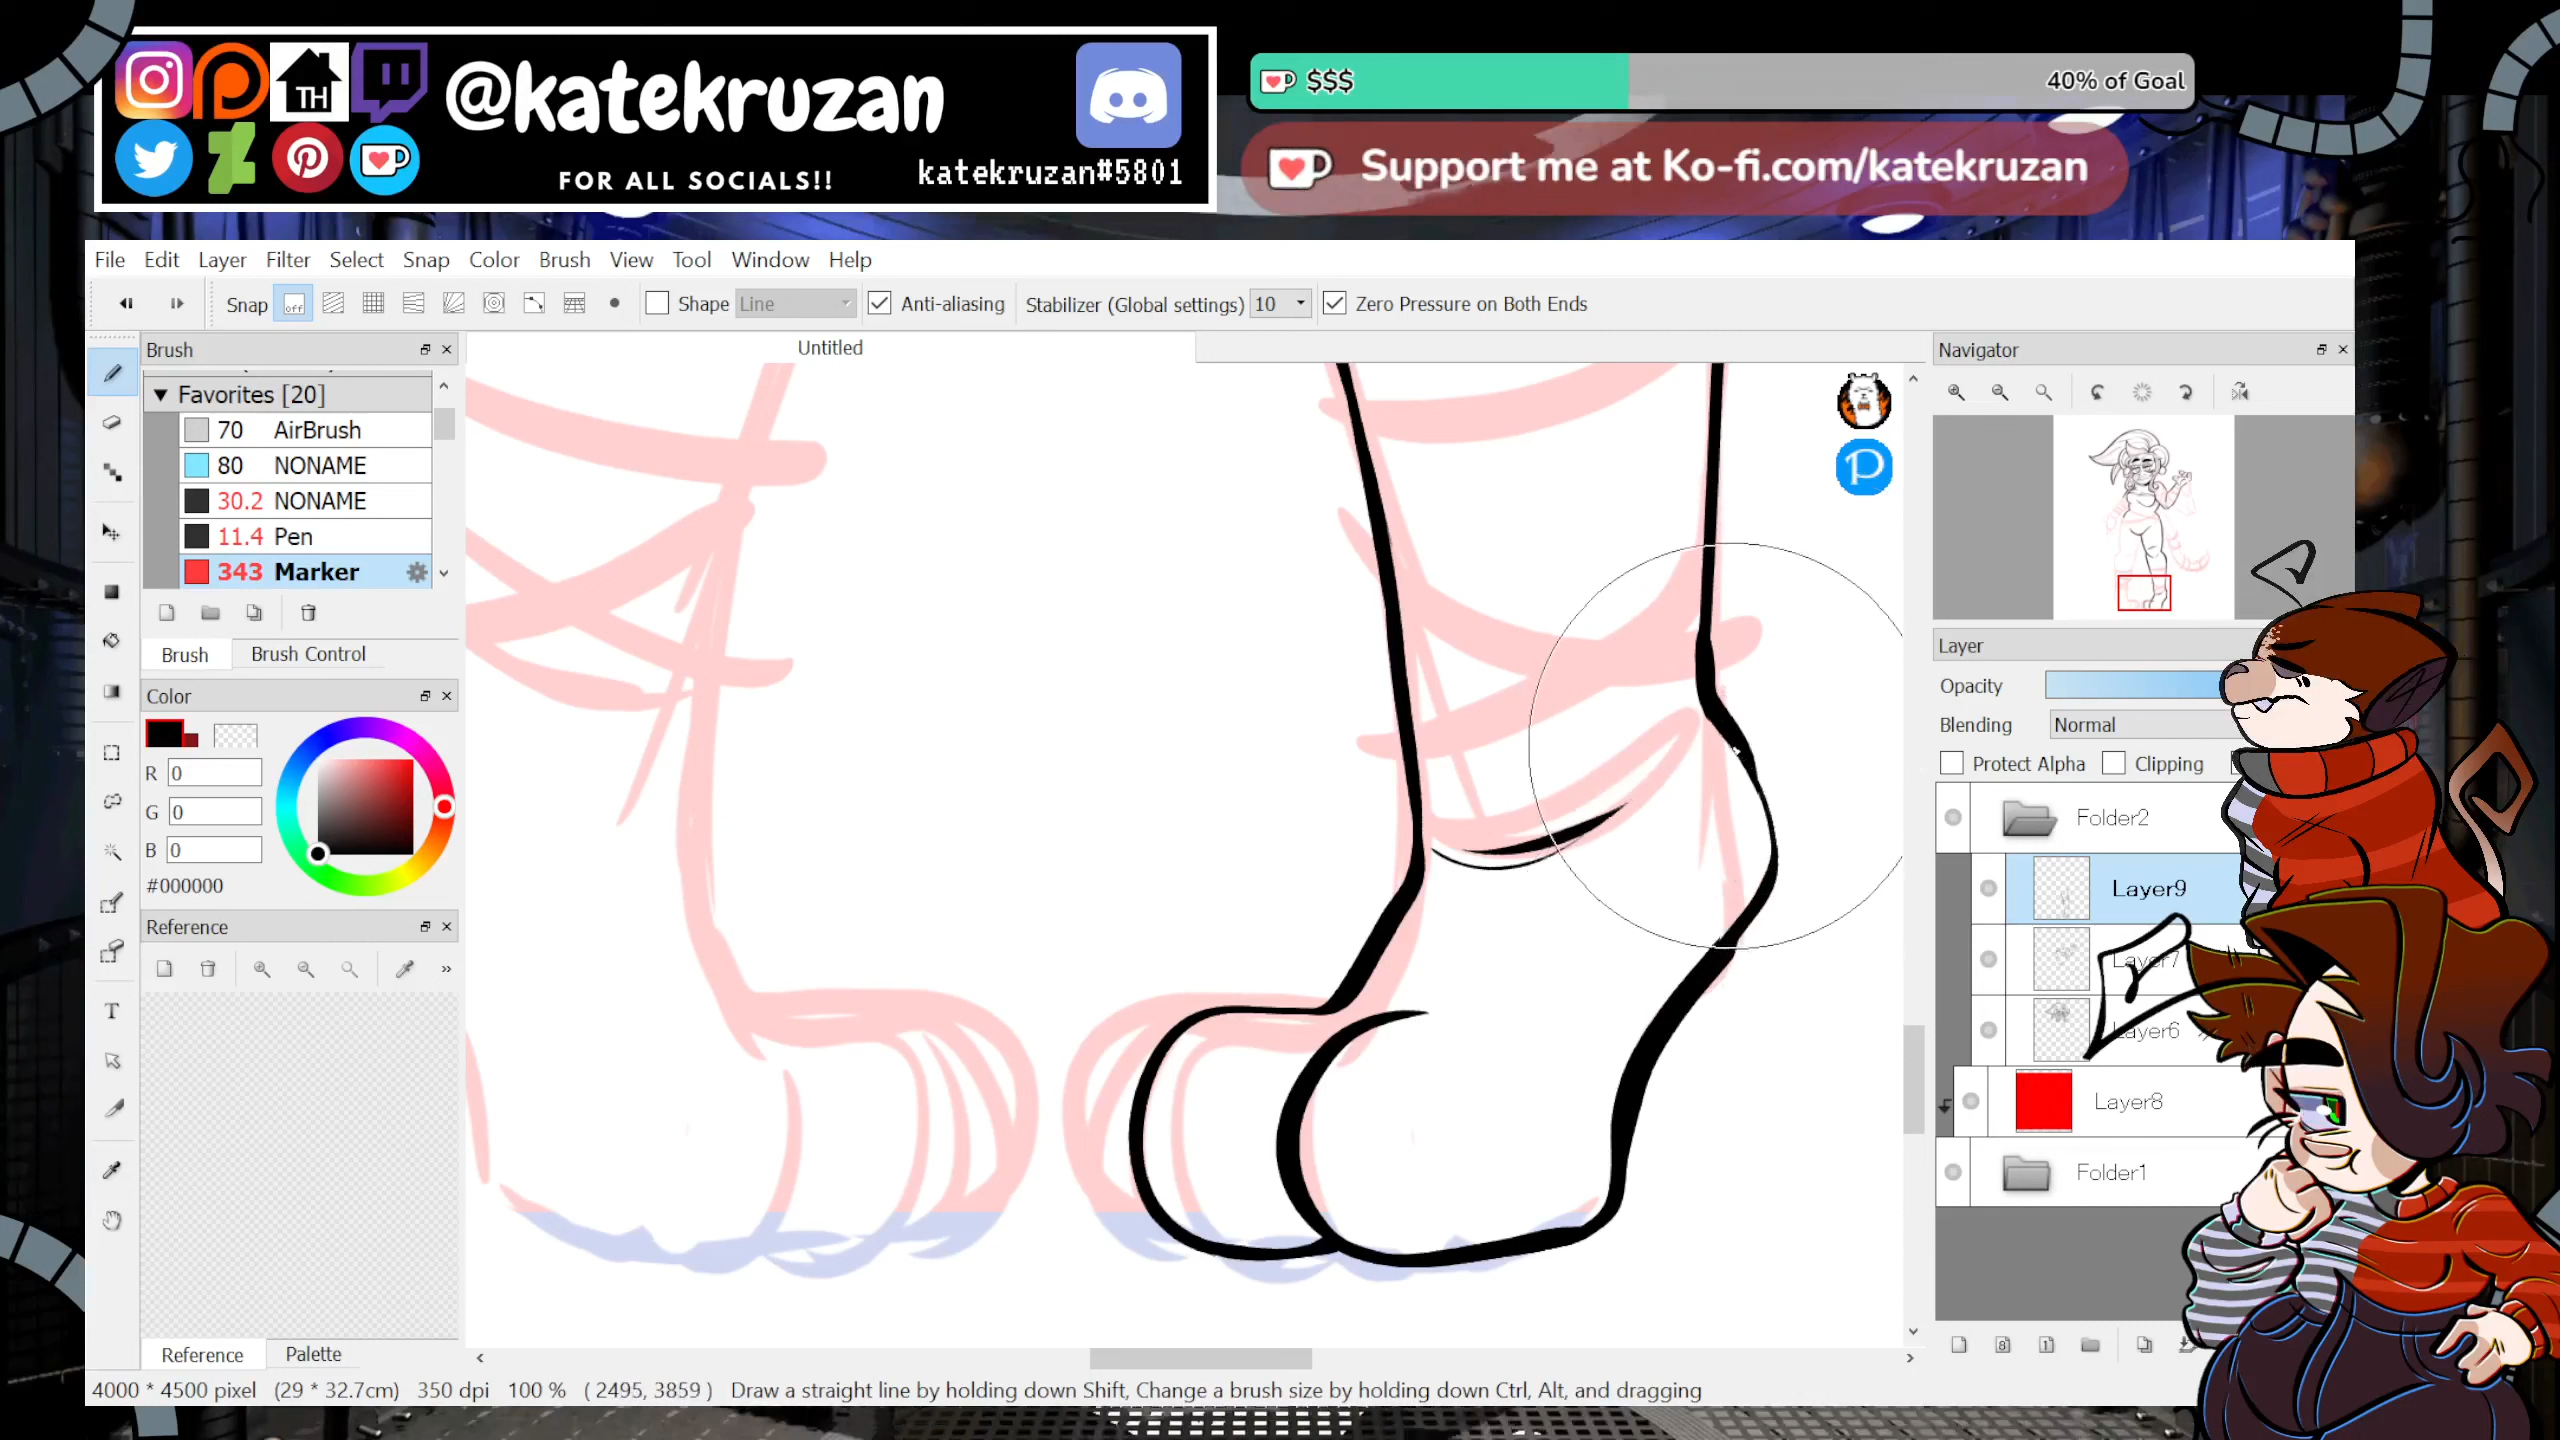 TH
@katekruzan
FOR ALL SOCIALS!!
katekruzan#5801
$$$
40% of Goal
Support me at Ko-fi.com/katekruzan
File Edit Layer Filter Select Snap Color Brush View Tool Window Help
Snap off Shape Line Anti-aliasing Stabilizer (Global settings) 10 Zero Pressure on Both Ends
Brush
Untitled
Navigator
Favorites [20]
70 AirBrush
80 NONAME
30.2 NONAME
11.4 Pen
343 Marker
Brush Brush Control
Color
R 0
G 0
B 0
#000000
Reference
T
Reference Palette
Layer
Opacity
Blending Normal
Protect Alpha Clipping
Folder2
Layer9
Layer7
Layer6
Layer8
Folder1
4000 * 4500 pixel (29 * 32.7cm) 350 dpi 100 % ( 2495, 3859 ) Draw a straight line by holding down Shift, Change a brush size by holding down Ctrl, Alt, and dragging